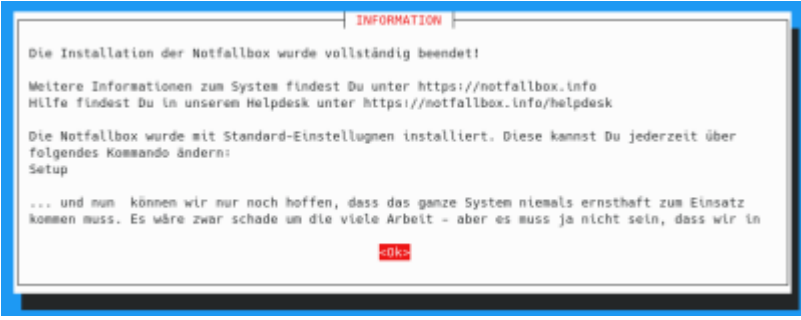 INFORMATION
Die Installation der Notfallbox wurde vollständig beendet!
Weitere Informationen zum System findest Du unter https://notfallbox.info
Hilfe findest Du in unserem Helpdesk unter https://notfallbox.info/helpdesk
Die Notfallbox wurde mit Standard-Einstellugnen installiert. Diese kannst Du jederzeit über
folgendes Kommando ändern:
Setup
... und nun  können wir nur noch hoffen, dass das ganze System niemals ernsthaft zum Einsatz
kommen muss. Es wäre zwar schade um die viele Arbeit - aber es muss ja nicht sein, dass wir in
<Ok>